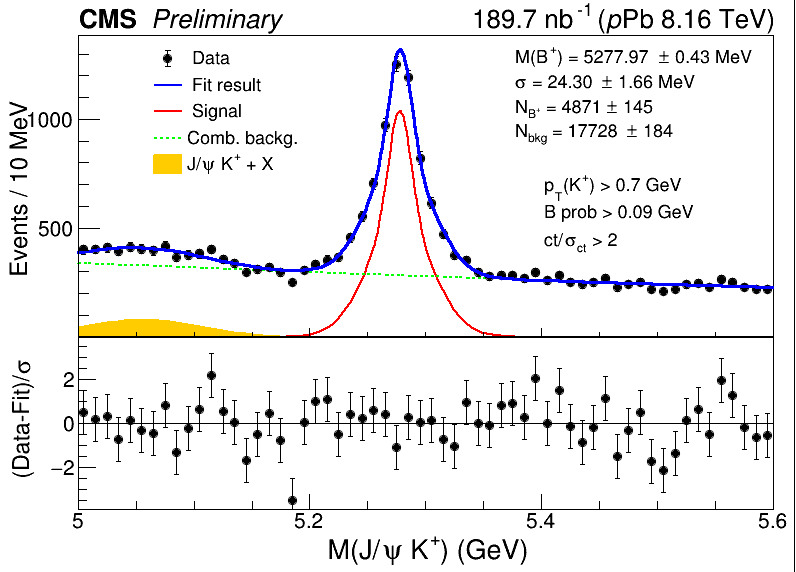 CMS Preliminary 189.7 nb⁻¹ (pPb 8.16 TeV)
Events / 10 MeV
1000
500
Data
Fit result
Signal
Comb. backg.
J/ψ K⁺ + X
M(B⁺) = 5277.97 ± 0.43 MeV
σ = 24.30 ± 1.66 MeV
N_B⁺ = 4871 ± 145
N_bkg = 17728 ± 184
p_T(K⁺) > 0.7 GeV
B prob > 0.09 GeV
ct/σ_ct > 2
(Data-Fit)/σ
2
0
−2
5 5.2 5.4 5.6
M(J/ψ K⁺) (GeV)